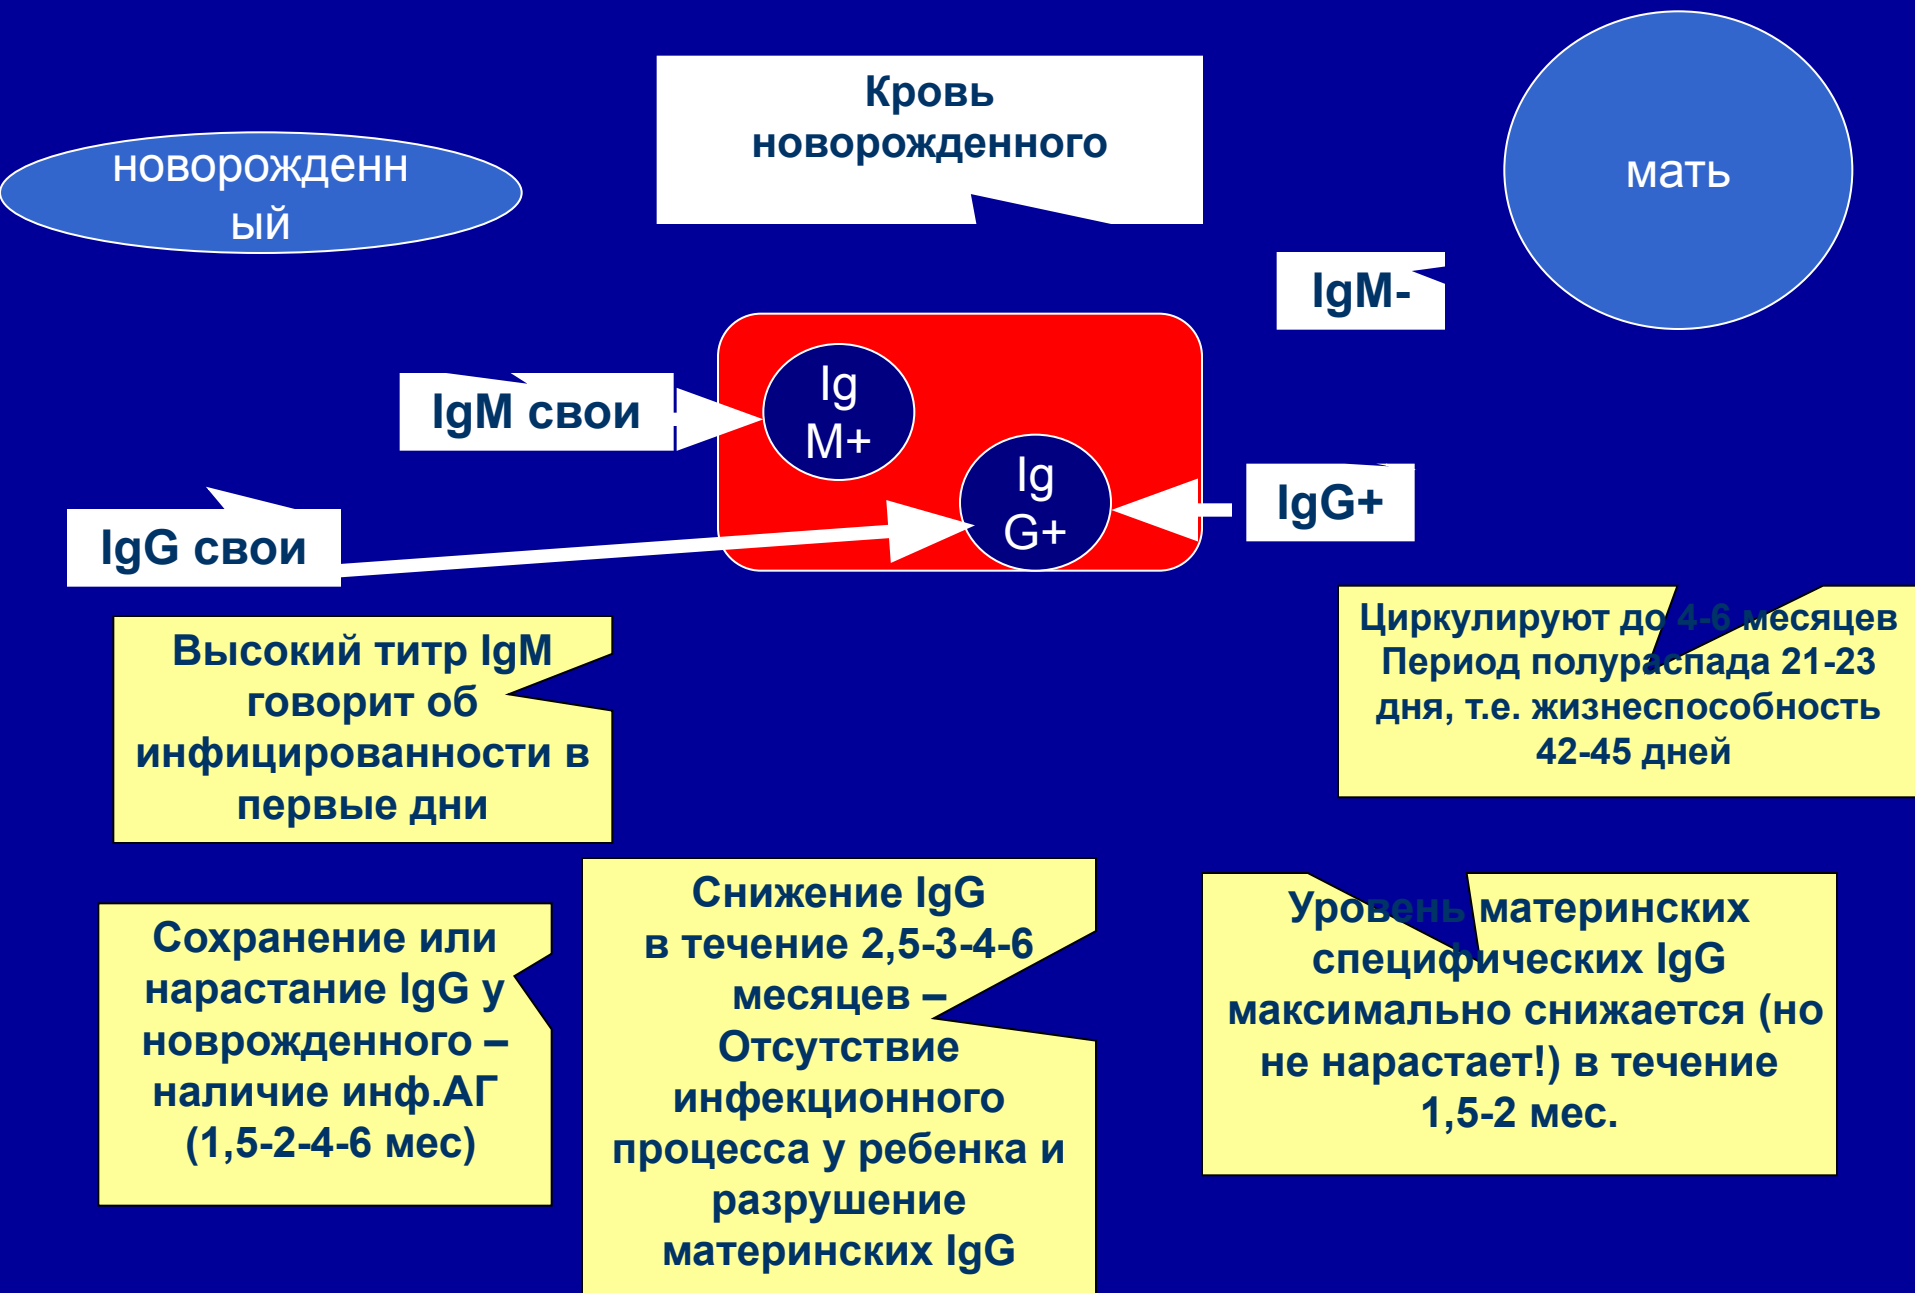 Кровь
новорожденного
новорожденн
ый
мать
IgM-
Ig
M+
IgM свои
Ig
G+
IgG+
IgG свои
Высокий титр IgM
говорит об
инфицированности в
первые дни
Циркулируют до 4-6 месяцев
Период полураспада 21-23
дня, т.е. жизнеспособность
42-45 дней
Сохранение или
нарастание IgG у
новрожденного –
наличие инф.АГ
(1,5-2-4-6 мес)
Снижение IgG
в течение 2,5-3-4-6
месяцев –
Отсутствие
инфекционного
процесса у ребенка и
разрушение
материнских IgG
Уровень материнских
специфических IgG
максимально снижается (но
не нарастает!) в течение
1,5-2 мес.